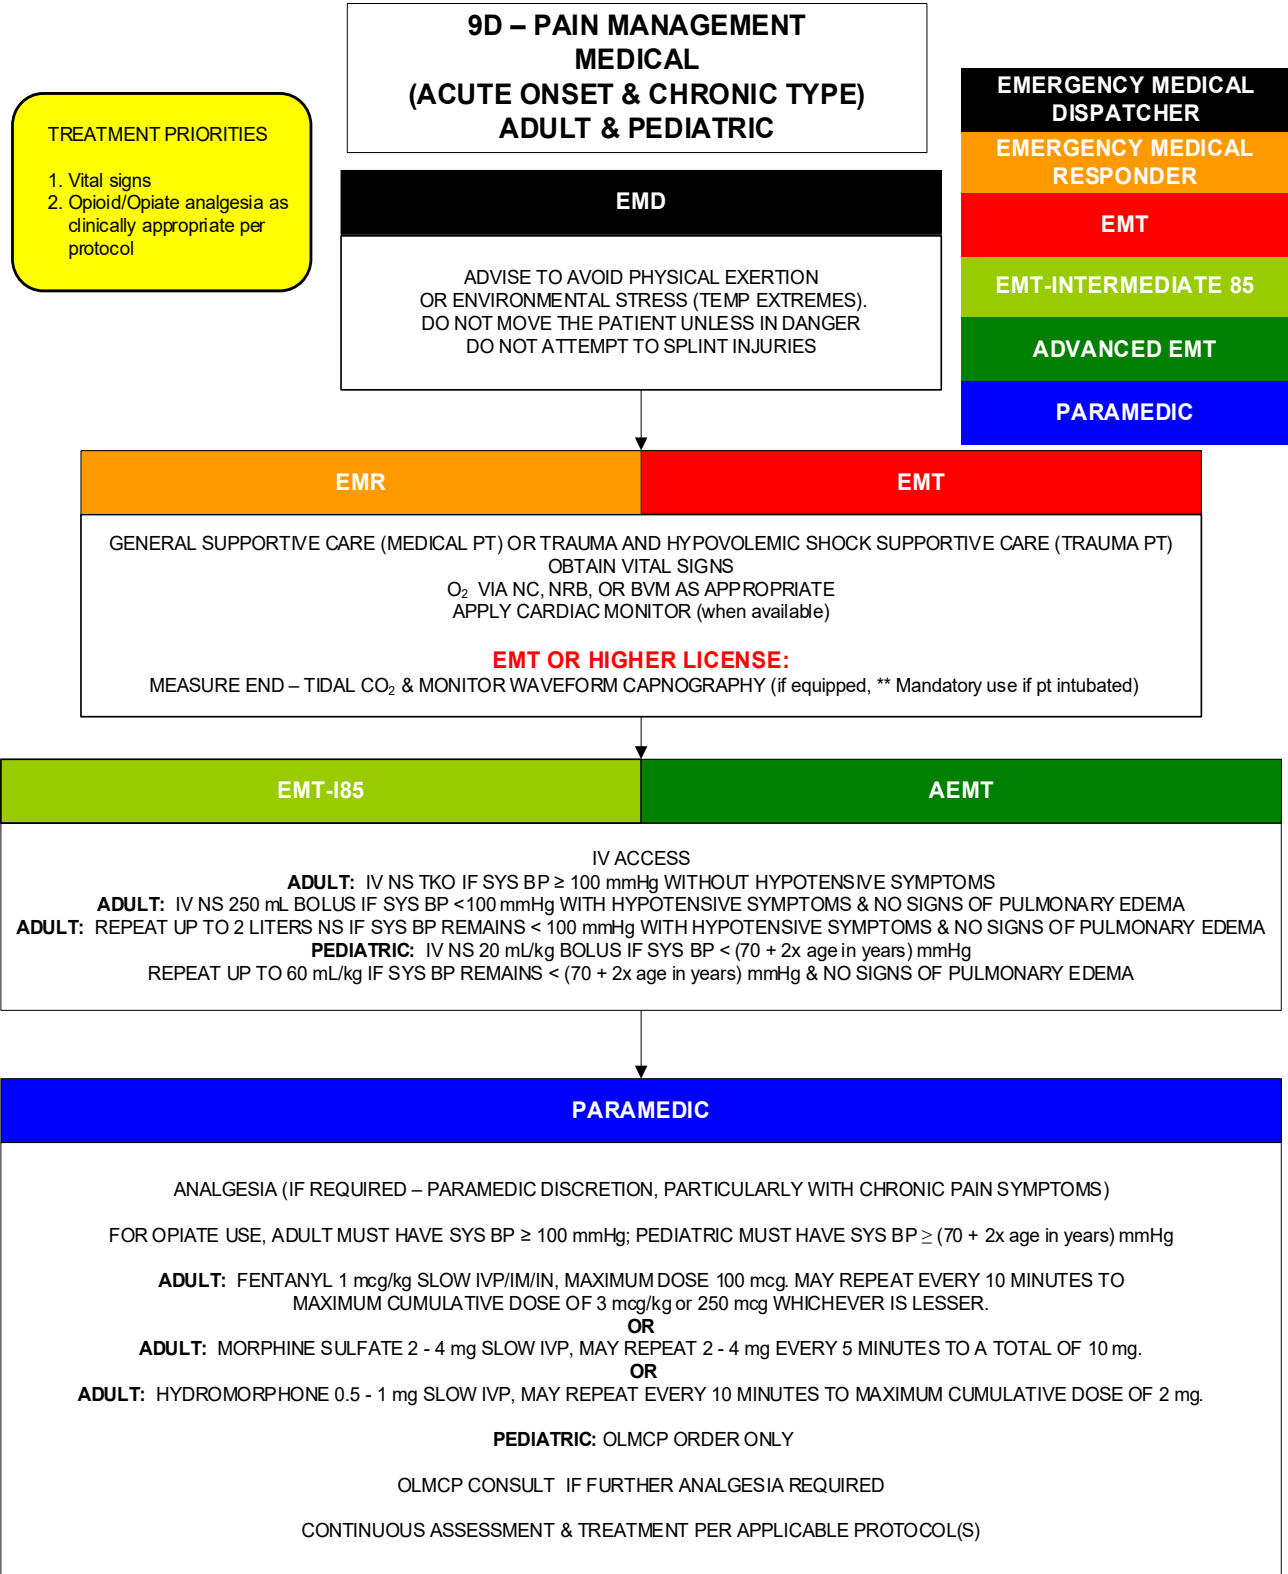 9D – PAIN MANAGEMENT
MEDICAL
(ACUTE ONSET & CHRONIC TYPE)
ADULT & PEDIATRIC
TREATMENT PRIORITIES
1. Vital signs
2. Opioid/Opiate analgesia as
clinically appropriate per
protocol
EMERGENCY MEDICAL
DISPATCHER
EMERGENCY MEDICAL
RESPONDER
EMT
EMT-INTERMEDIATE 85
ADVANCED EMT
PARAMEDIC
EMD
ADVISE TO AVOID PHYSICAL EXERTION
OR ENVIRONMENTAL STRESS (TEMP EXTREMES).
DO NOT MOVE THE PATIENT UNLESS IN DANGER
DO NOT ATTEMPT TO SPLINT INJURIES
EMR
EMT
GENERAL SUPPORTIVE CARE (MEDICAL PT) OR TRAUMA AND HYPOVOLEMIC SHOCK SUPPORTIVE CARE (TRAUMA PT)
OBTAIN VITAL SIGNS
O₂ VIA NC, NRB, OR BVM AS APPROPRIATE
APPLY CARDIAC MONITOR (when available)
EMT OR HIGHER LICENSE:
MEASURE END – TIDAL CO₂ & MONITOR WAVEFORM CAPNOGRAPHY (if equipped, ** Mandatory use if pt intubated)
EMT-I85
AEMT
IV ACCESS
ADULT: IV NS TKO IF SYS BP ≥ 100 mmHg WITHOUT HYPOTENSIVE SYMPTOMS
ADULT: IV NS 250 mL BOLUS IF SYS BP <100 mmHg WITH HYPOTENSIVE SYMPTOMS & NO SIGNS OF PULMONARY EDEMA
ADULT: REPEAT UP TO 2 LITERS NS IF SYS BP REMAINS < 100 mmHg WITH HYPOTENSIVE SYMPTOMS & NO SIGNS OF PULMONARY EDEMA
PEDIATRIC: IV NS 20 mL/kg BOLUS IF SYS BP < (70 + 2x age in years) mmHg
REPEAT UP TO 60 mL/kg IF SYS BP REMAINS < (70 + 2x age in years) mmHg & NO SIGNS OF PULMONARY EDEMA
PARAMEDIC
ANALGESIA (IF REQUIRED – PARAMEDIC DISCRETION, PARTICULARLY WITH CHRONIC PAIN SYMPTOMS)
FOR OPIATE USE, ADULT MUST HAVE SYS BP ≥ 100 mmHg; PEDIATRIC MUST HAVE SYS BP ≥ (70 + 2x age in years) mmHg
ADULT: FENTANYL 1 mcg/kg SLOW IVP/IM/IN, MAXIMUM DOSE 100 mcg. MAY REPEAT EVERY 10 MINUTES TO
MAXIMUM CUMULATIVE DOSE OF 3 mcg/kg or 250 mcg WHICHEVER IS LESSER.
OR
ADULT: MORPHINE SULFATE 2 - 4 mg SLOW IVP, MAY REPEAT 2 - 4 mg EVERY 5 MINUTES TO A TOTAL OF 10 mg.
OR
ADULT: HYDROMORPHONE 0.5 - 1 mg SLOW IVP, MAY REPEAT EVERY 10 MINUTES TO MAXIMUM CUMULATIVE DOSE OF 2 mg.
PEDIATRIC: OLMCP ORDER ONLY
OLMCP CONSULT IF FURTHER ANALGESIA REQUIRED
CONTINUOUS ASSESSMENT & TREATMENT PER APPLICABLE PROTOCOL(S)